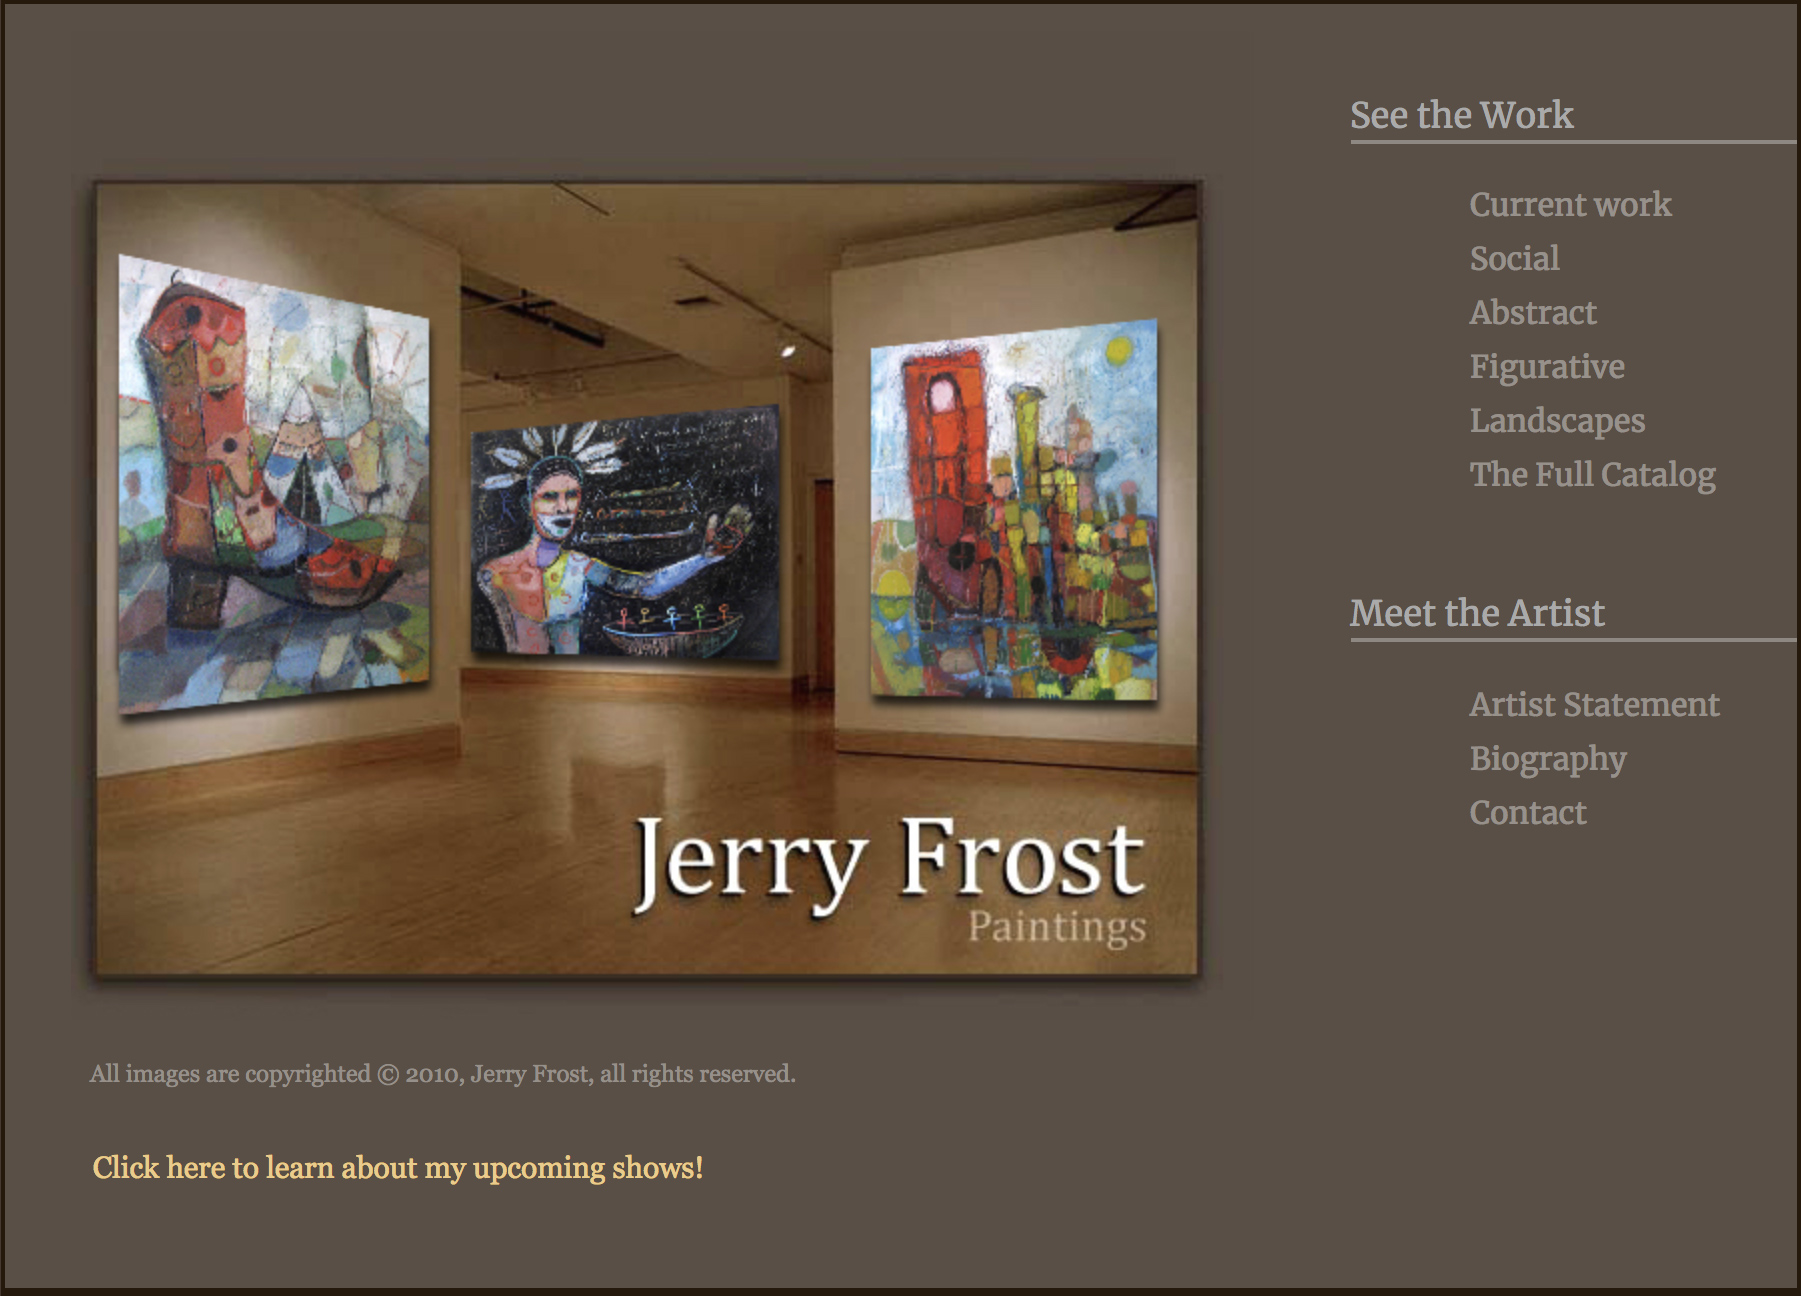 See the Work
Current work
Social
Abstract
Figurative
Landscapes
The Full Catalog
Meet the Artist
Artist Statement
Biography
Contact
Jerry Frost
Paintings
All images are copyrighted © 2010, Jerry Frost, all rights reserved.
Click here to learn about my upcoming shows!